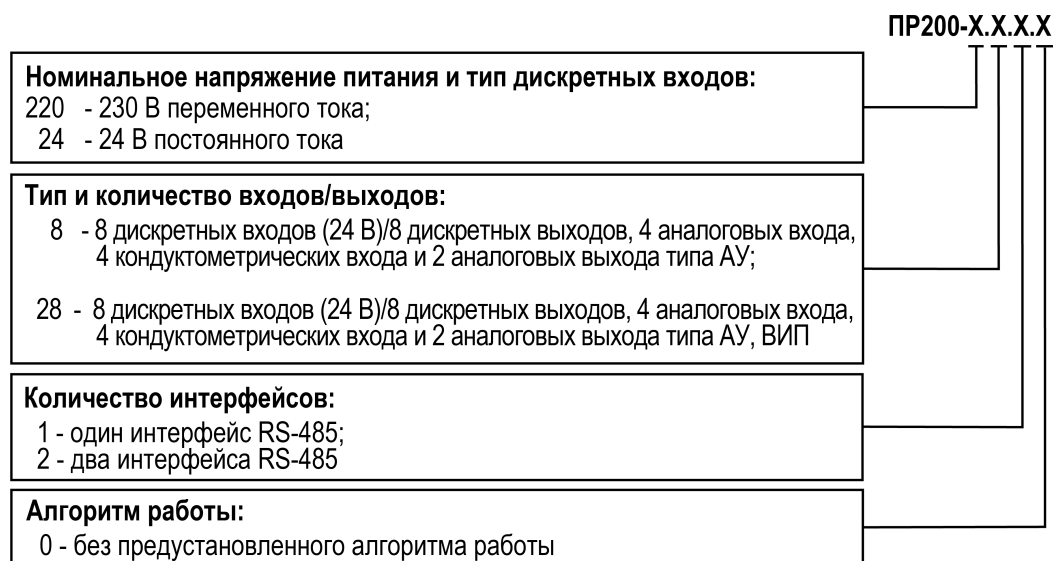 ПР200-Х.Х.Х.Х
Номинальное напряжение питания и тип дискретных входов:
220 - 230 В переменного тока;
24 - 24 В постоянного тока
Тип и количество входов/выходов:
8 - 8 дискретных входов (24 В)/8 дискретных выходов, 4 аналоговых входа,
4 кондуктометрических входа и 2 аналоговых выхода типа АУ;
28 - 8 дискретных входов (24 В)/8 дискретных выходов, 4 аналоговых входа,
4 кондуктометрических входа и 2 аналоговых выхода типа АУ, ВИП
Количество интерфейсов:
1 - один интерфейс RS-485;
2 - два интерфейса RS-485
Алгоритм работы:
0 - без предустановленного алгоритма работы